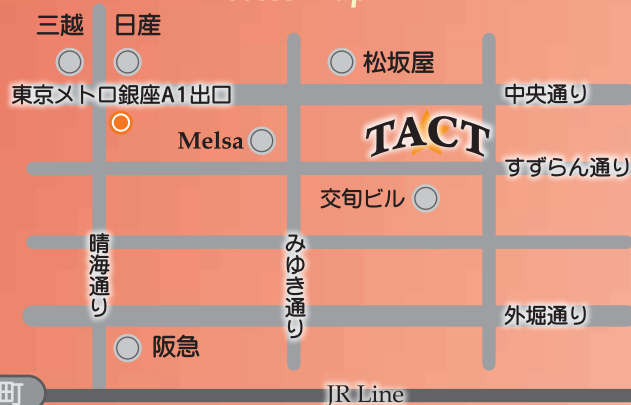 三越
日産
松坂屋
東京メトロ銀座A1出口
中央通り
Melsa
TACT
すずらん通り
交旬ビル
晴海通り
みゆき通り
外堀通り
阪急
町
JR Line